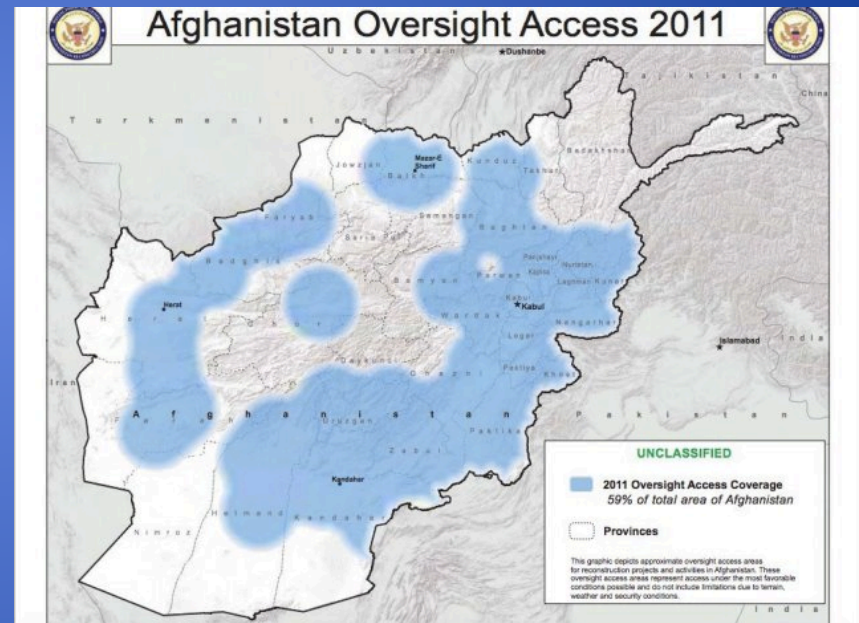 Afghanistan Oversight Access 2011
Uzbekistan
Dushanbe
Tajikistan
China
Turkmenistan
Mazar-E
Sharif
Jowzjan
Balkh
Kunduz
Takhar
Badakhshan
Faryab
Samangan
Baghlan
Badghis
Bamyan
Parwan
Panjshayr
Kapisa
Nuristan
Laghman
Kunar
Herat
Herat
Ghor
Wardak
Kabul
Kabul
Nangarhar
Logar
Islamabad
India
Iran
Daykundi
Ghazni
Paktiya
Khost
Farah
Afghanistan
Uruzgan
Paktika
Pakistan
Zabul
Kandahar
Helmand
Kandahar
Nimroz
UNCLASSIFIED
2011 Oversight Access Coverage
59% of total area of Afghanistan
Provinces
This graphic depicts approximate oversight access areas
for reconstruction projects and activities in Afghanistan. These
oversight access areas represent access under the most favorable
conditions possible and do not include limitations due to terrain,
weather and security conditions.
India